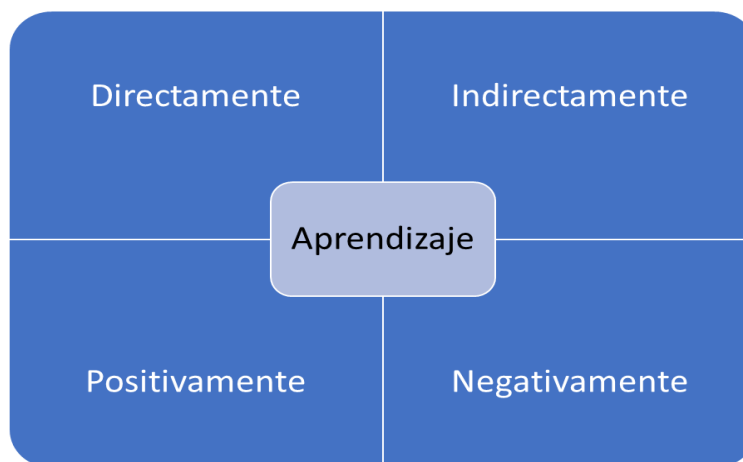 Directamente
Indirectamente
Aprendizaje
Positivamente
Negativamente